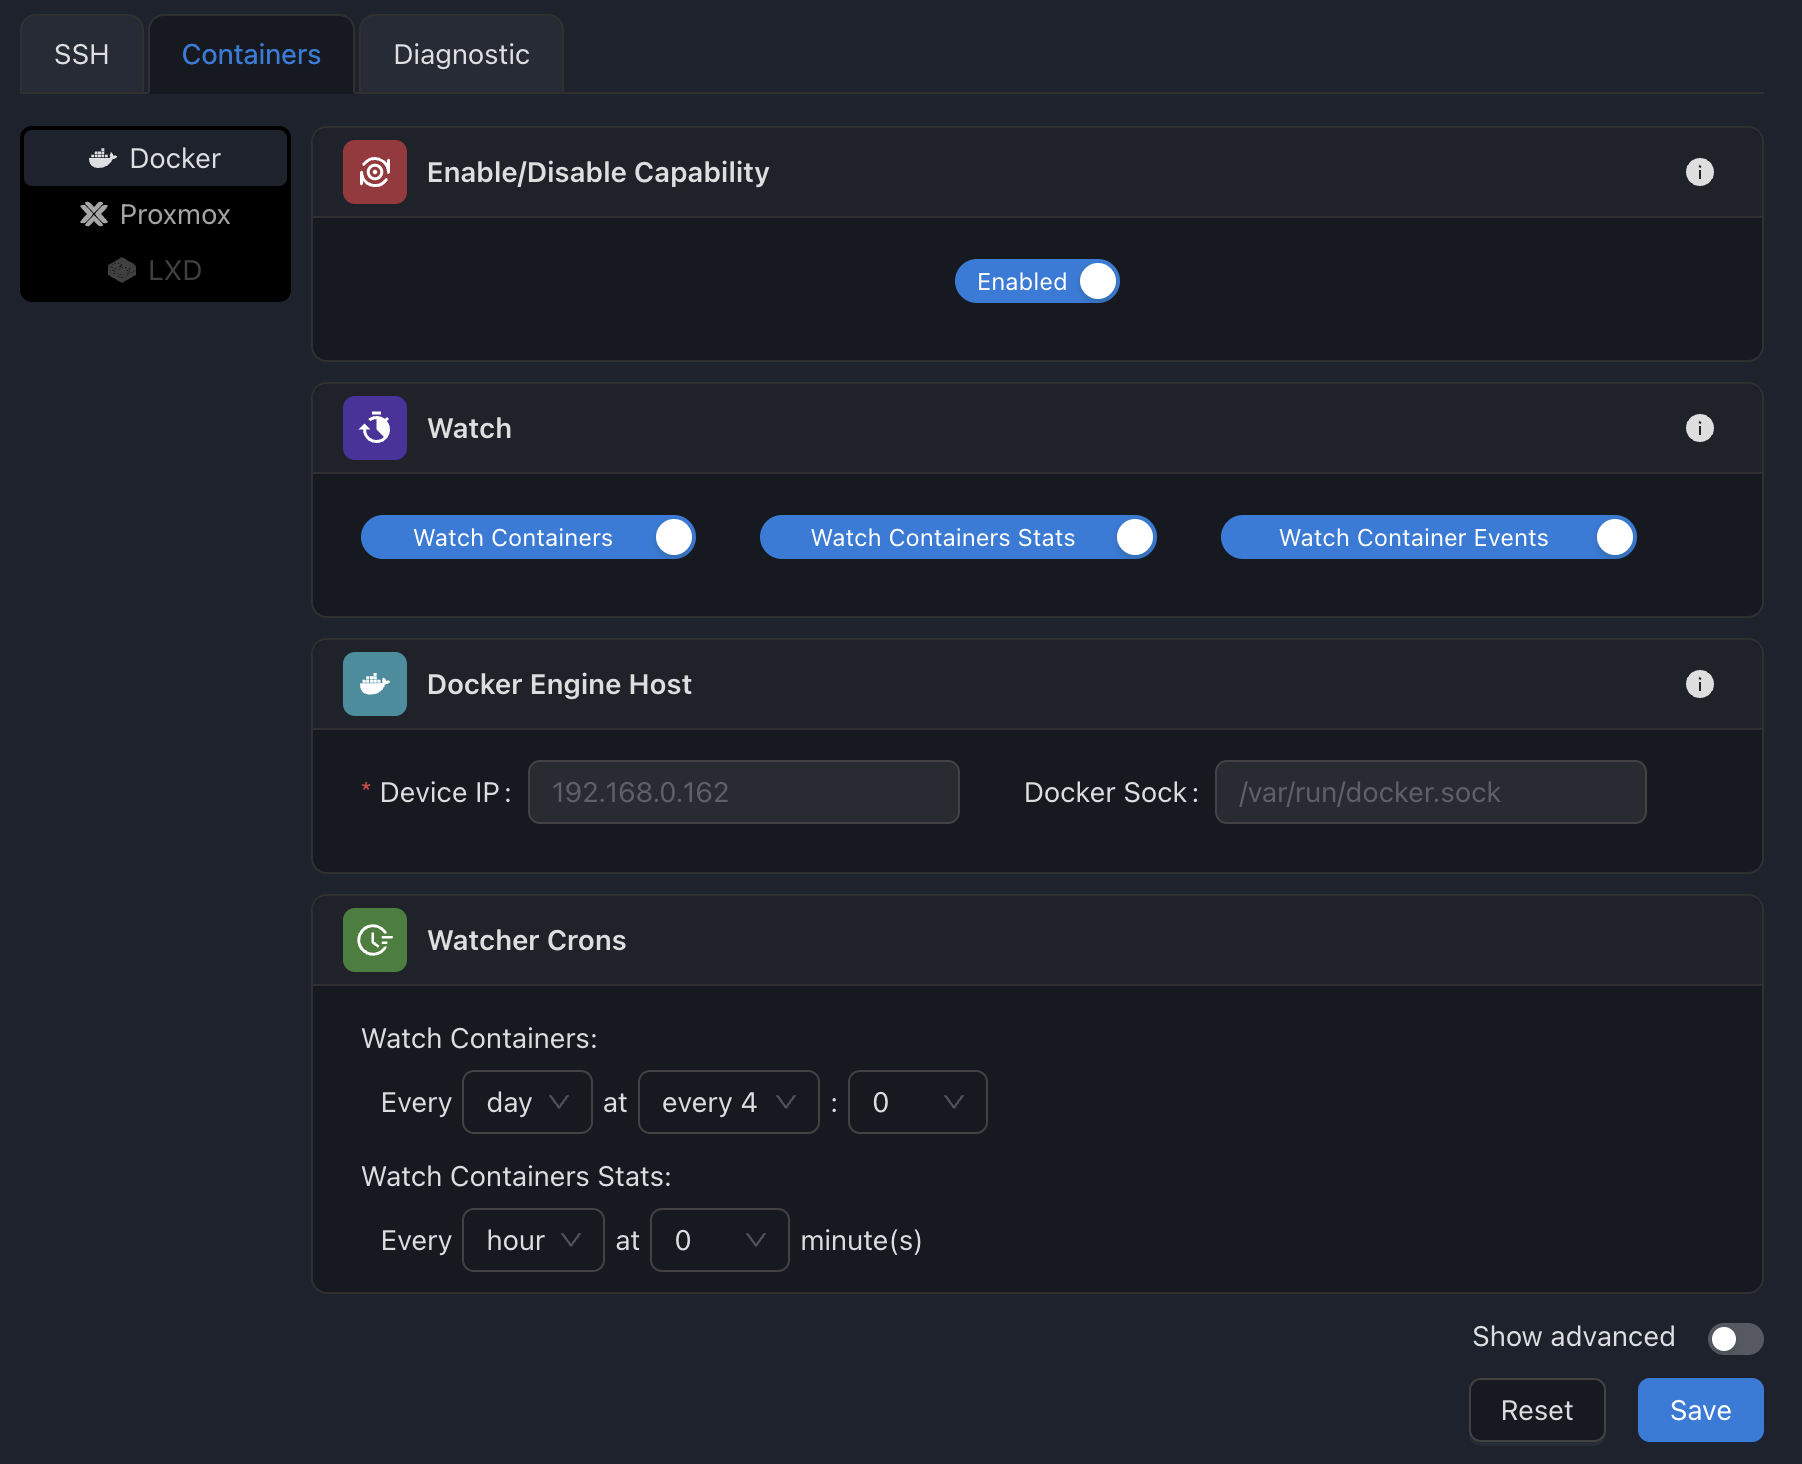 SSH
Containers
Diagnostic
Docker
Proxmox
LXD
Enable/Disable Capability
Enabled
Watch
Watch Containers
Watch Containers Stats
Watch Container Events
Docker Engine Host
* Device IP: 192.168.0.162
Docker Sock: /var/run/docker.sock
Watcher Crons
Watch Containers:
Every day at every 4 : 0
Watch Containers Stats:
Every hour at 0 minute(s)
Show advanced
Reset
Save